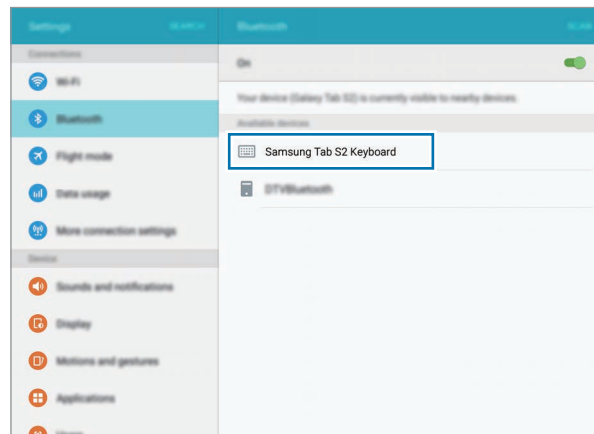 Settings
SEARCH
Bluetooth
SCAN
Connections
On
Wi-Fi
Your device (Galaxy Tab S2) is currently visible to nearby devices.
Bluetooth
Available devices
Samsung Tab S2 Keyboard
Flight mode
DTVBluetooth
Data usage
More connection settings
Device
Sounds and notifications
Display
Motions and gestures
Applications